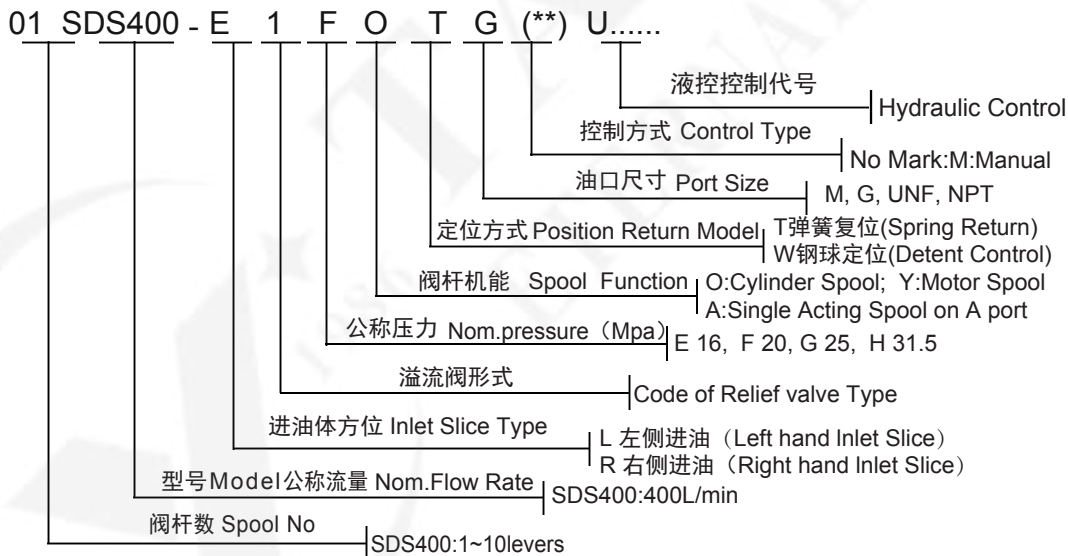 01 SDS400 - E 1 F O T G (**) U......
液控控制代号
Hydraulic Control
控制方式 Control Type
No Mark:M:Manual
油口尺寸 Port Size
M, G, UNF, NPT
定位方式 Position Return Model
T弹簧复位(Spring Return)
W钢球定位(Detent Control)
阀杆机能 Spool Function
O:Cylinder Spool; Y:Motor Spool
A:Single Acting Spool on A port
公称压力 Nom.pressure（Mpa）
E 16, F 20, G 25, H 31.5
溢流阀形式
Code of Relief valve Type
进油体方位 Inlet Slice Type
L 左侧进油（Left hand Inlet Slice）
R 右侧进油（Right hand Inlet Slice）
型号Model公称流量 Nom.Flow Rate
SDS400:400L/min
阀杆数 Spool No
SDS400:1~10levers